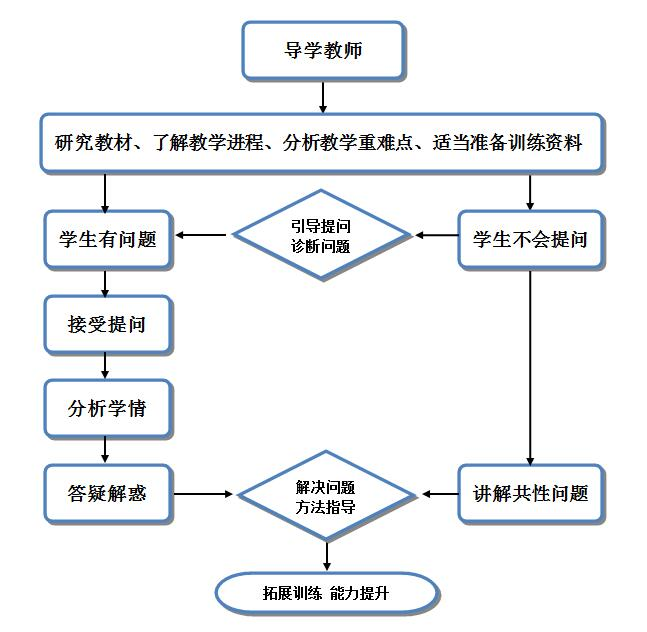 导学教师
研究教材、了解教学进程、分析教学重难点、适当准备训练资料
学生有问题
引导提问
诊断问题
学生不会提问
接受提问
分析学情
答疑解惑
解决问题
方法指导
讲解共性问题
拓展训练 能力提升